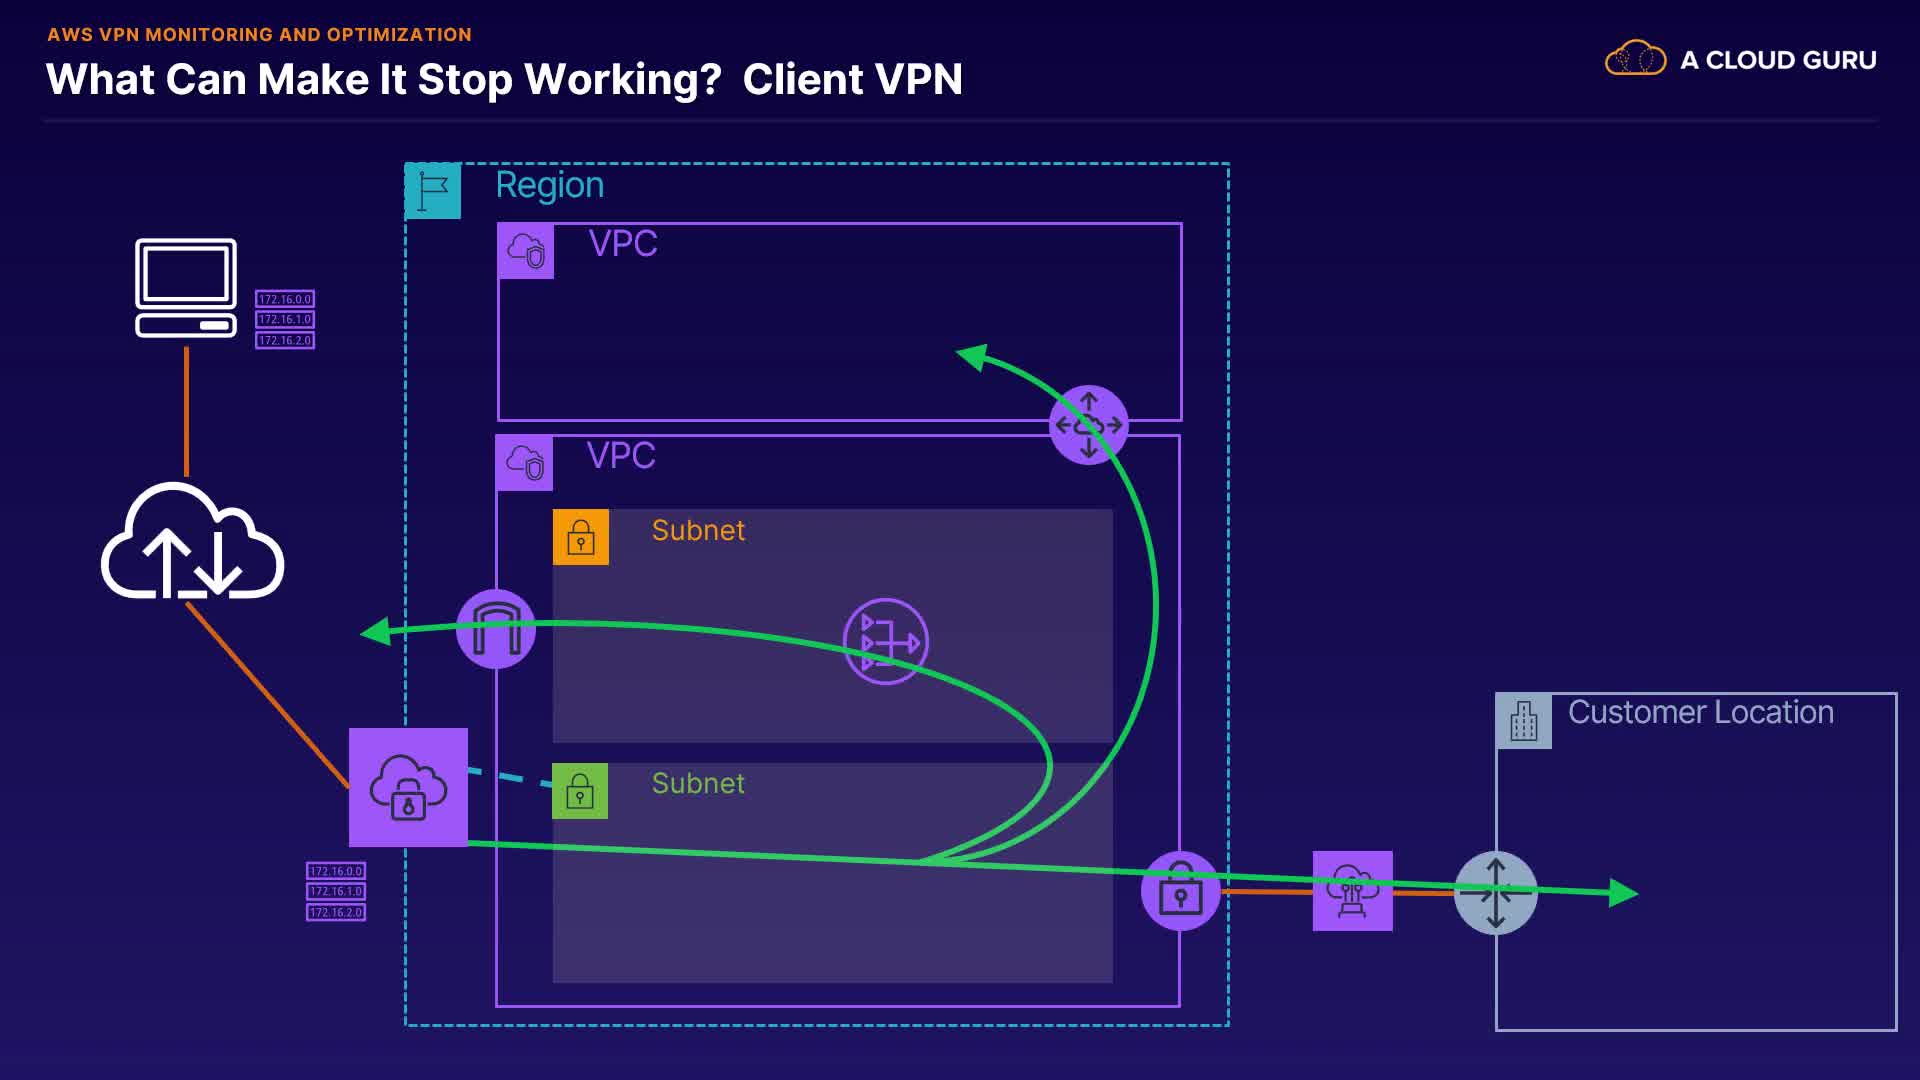 AWS VPN MONITORING AND OPTIMIZATION
What Can Make It Stop Working? Client VPN
A CLOUD GURU
Region
VPC
172.16.0.0
172.16.1.0
172.16.2.0
VPC
Subnet
Customer Location
Subnet
172.16.0.0
172.16.1.0
172.16.2.0